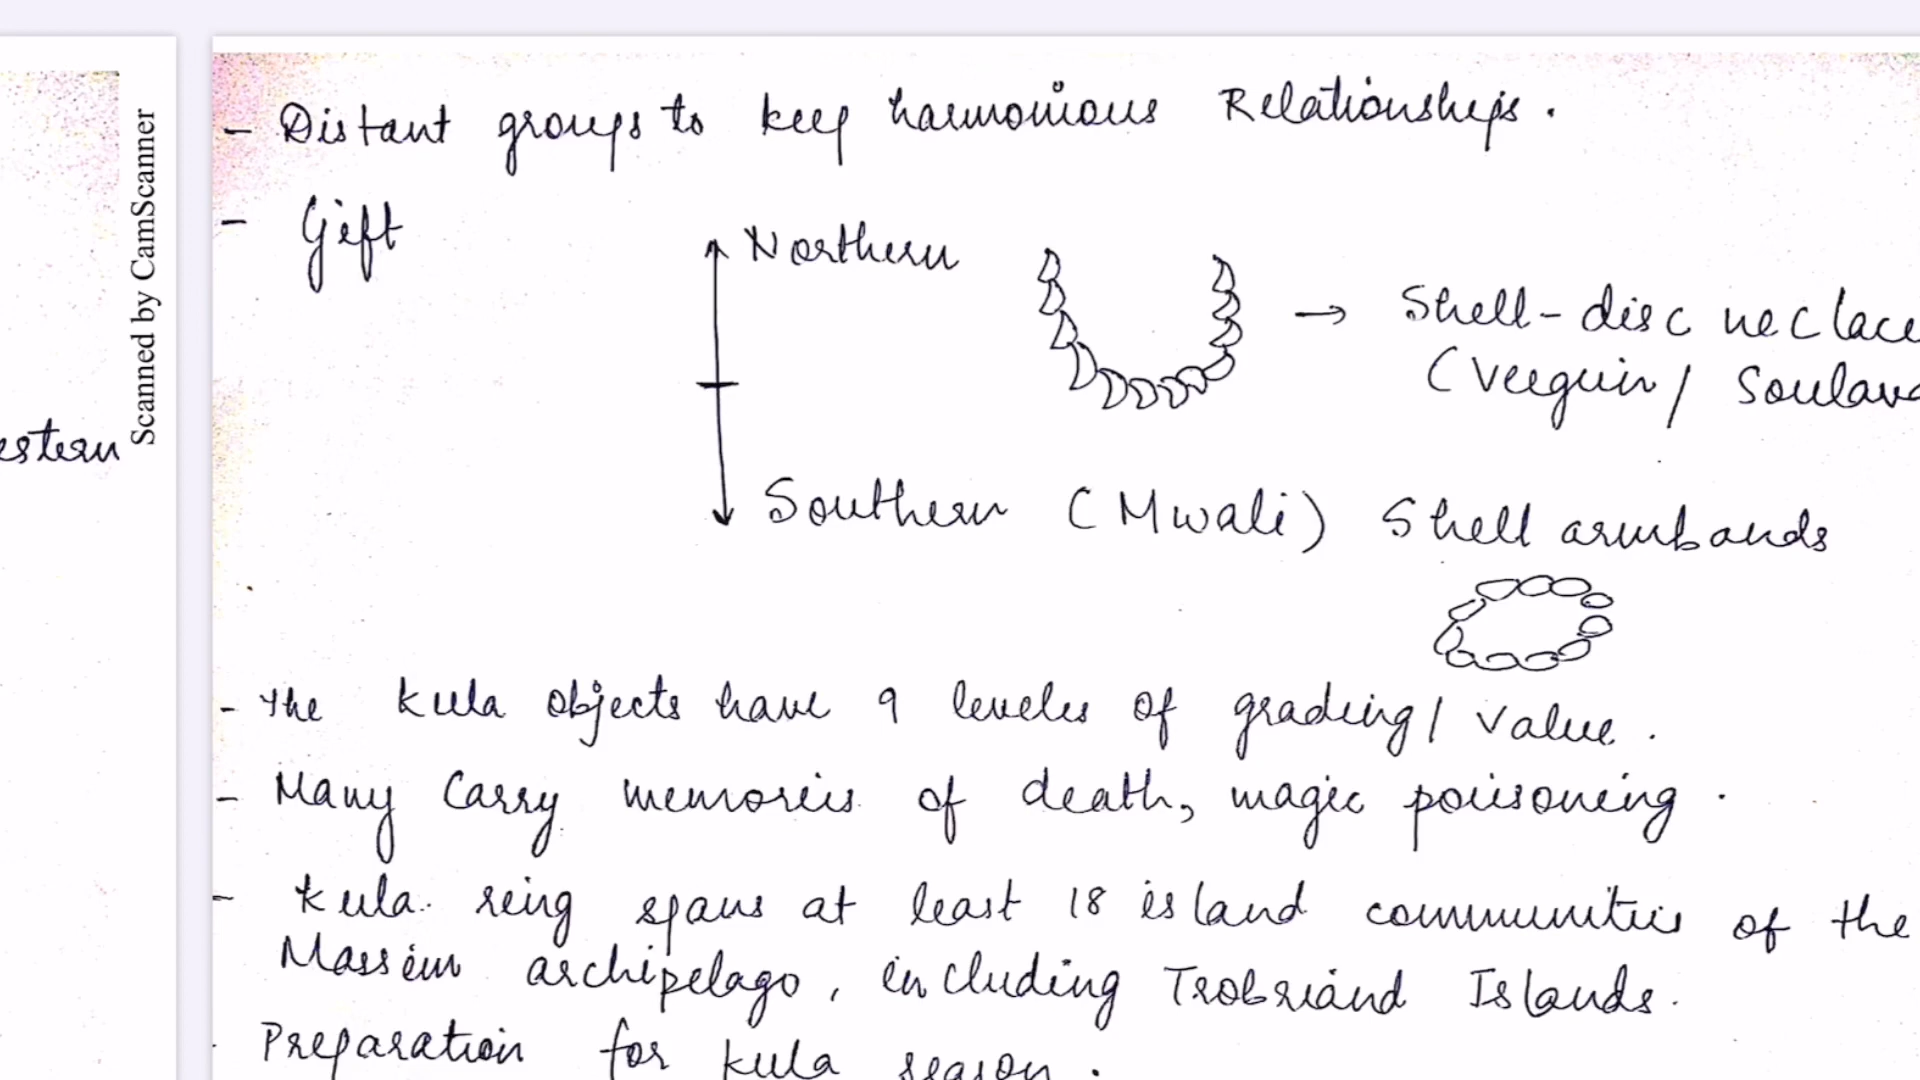 - Distant groups to keep harmonious Relationships.
- Gift
Northern
→ Shell-disc neclace
(Veeguin/ Soulava
Southern (Mwali) Shell armbands
- The kula objects have 9 levels of grading/ value.
- Many Carry memories of death, magic poisoning.
- kula ring spans at least 18 island communities of the
Massim archipelago, including Trobriand Islands.
Preparation for kula season.
estern
Scanned by CamScanner